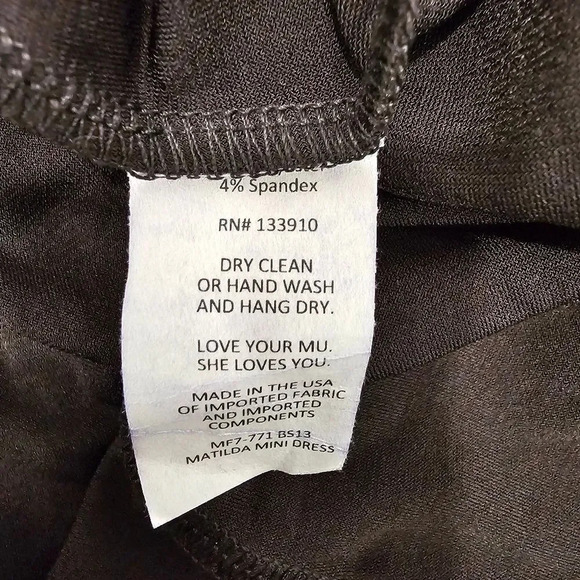 4% Spandex
RN# 133910
DRY CLEAN
OR HAND WASH
AND HANG DRY.
LOVE YOUR MU.
SHE LOVES YOU.
MADE IN THE USA
OF IMPORTED FABRIC
AND IMPORTED
COMPONENTS
MF7-771 BS13
MATILDA MINI DRESS